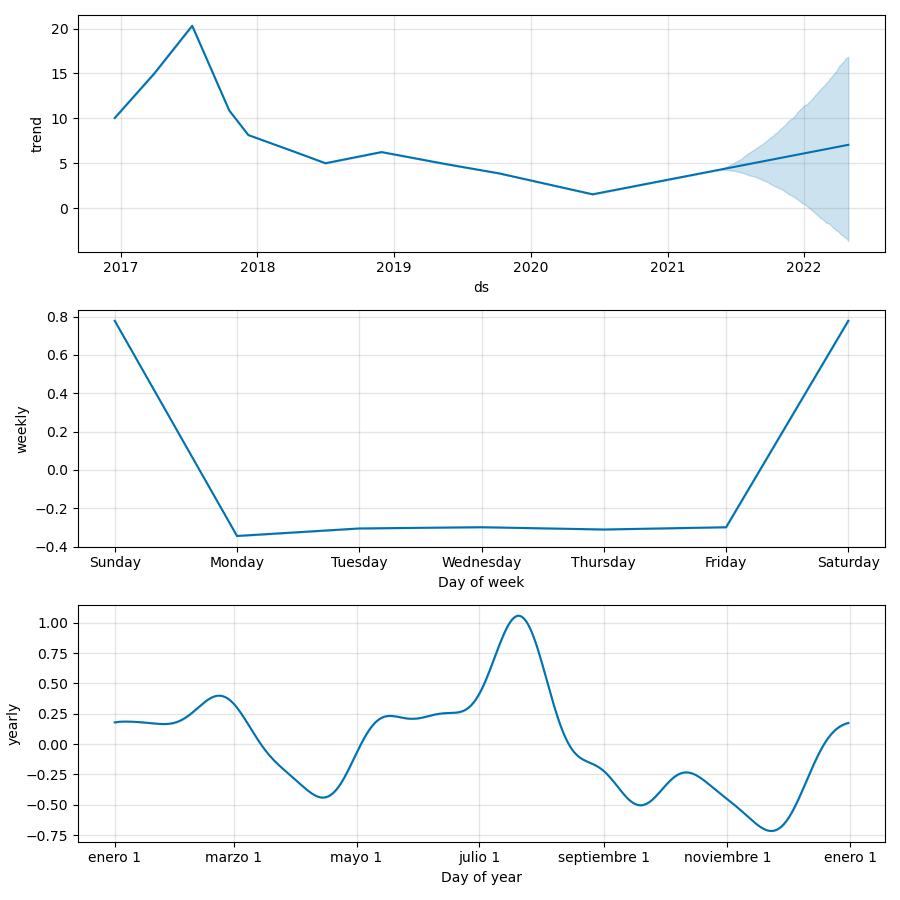 20
15
10
5
0
trend
2017 2018 2019 2020 2021 2022
ds
0.8
0.6
0.4
0.2
0.0
−0.2
−0.4
weekly
Sunday Monday Tuesday Wednesday Thursday Friday Saturday
Day of week
1.00
0.75
0.50
0.25
0.00
−0.25
−0.50
−0.75
yearly
enero 1 marzo 1 mayo 1 julio 1 septiembre 1 noviembre 1 enero 1
Day of year